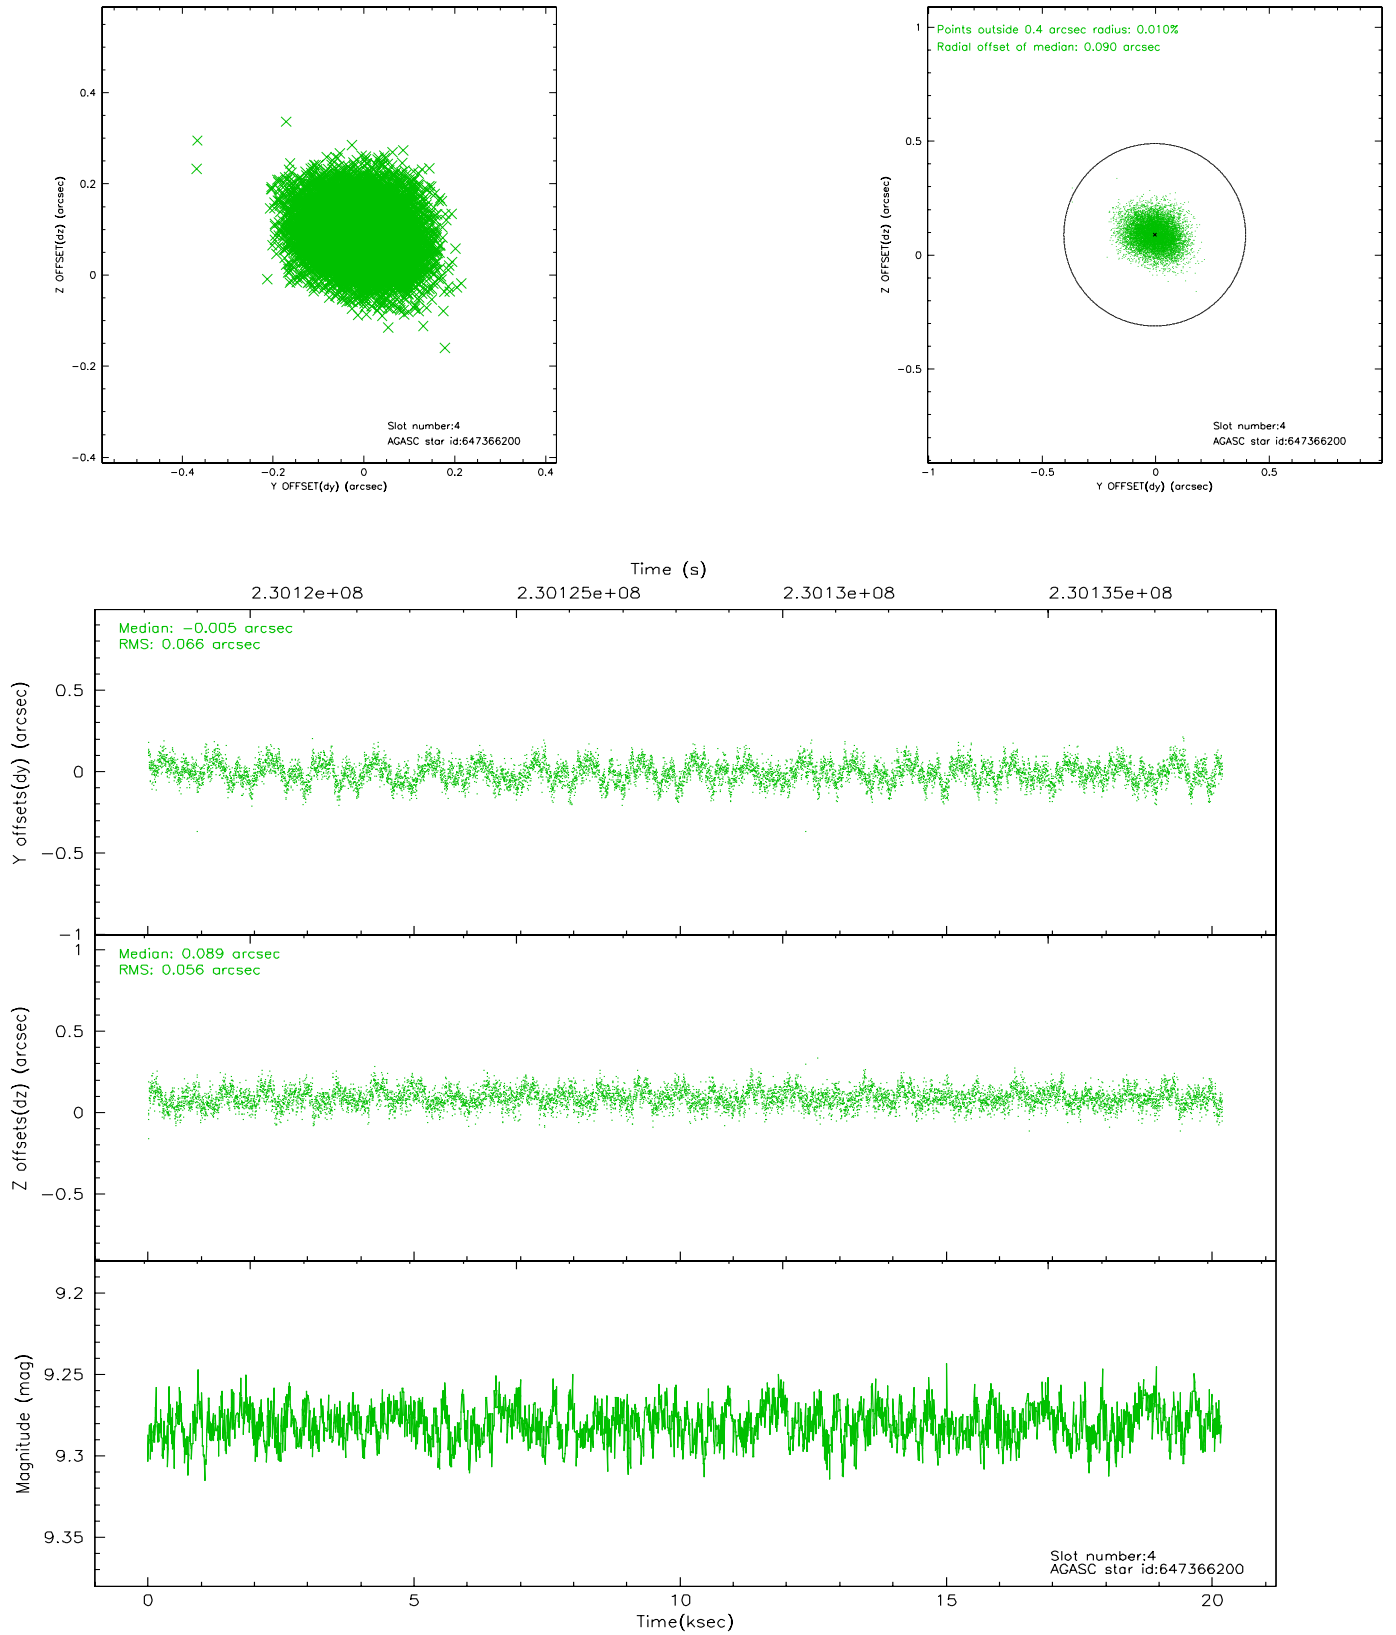 0.4
0.2
0
−0.2
−0.4
Z OFFSET(dz) (arcsec)
−0.4
−0.2
0
0.2
0.4
Y OFFSET(dy) (arcsec)
Slot number:4
AGASC star id:647366200
Points outside 0.4 arcsec radius: 0.010%
Radial offset of median: 0.090 arcsec
1
0.5
0
−0.5
Z OFFSET(dz) (arcsec)
−1
−0.5
0
0.5
Y OFFSET(dy) (arcsec)
Slot number:4
AGASC star id:647366200
Time (s)
2.3012e+08
2.30125e+08
2.3013e+08
2.30135e+08
Median: −0.005 arcsec
RMS: 0.066 arcsec
0.5
0
−0.5
−1
Y offsets(dy) (arcsec)
Median: 0.089 arcsec
RMS: 0.056 arcsec
1
0.5
0
−0.5
Z offsets(dz) (arcsec)
9.2
9.25
9.3
9.35
Magnitude (mag)
Slot number:4
AGASC star id:647366200
0
5
10
15
20
Time(ksec)